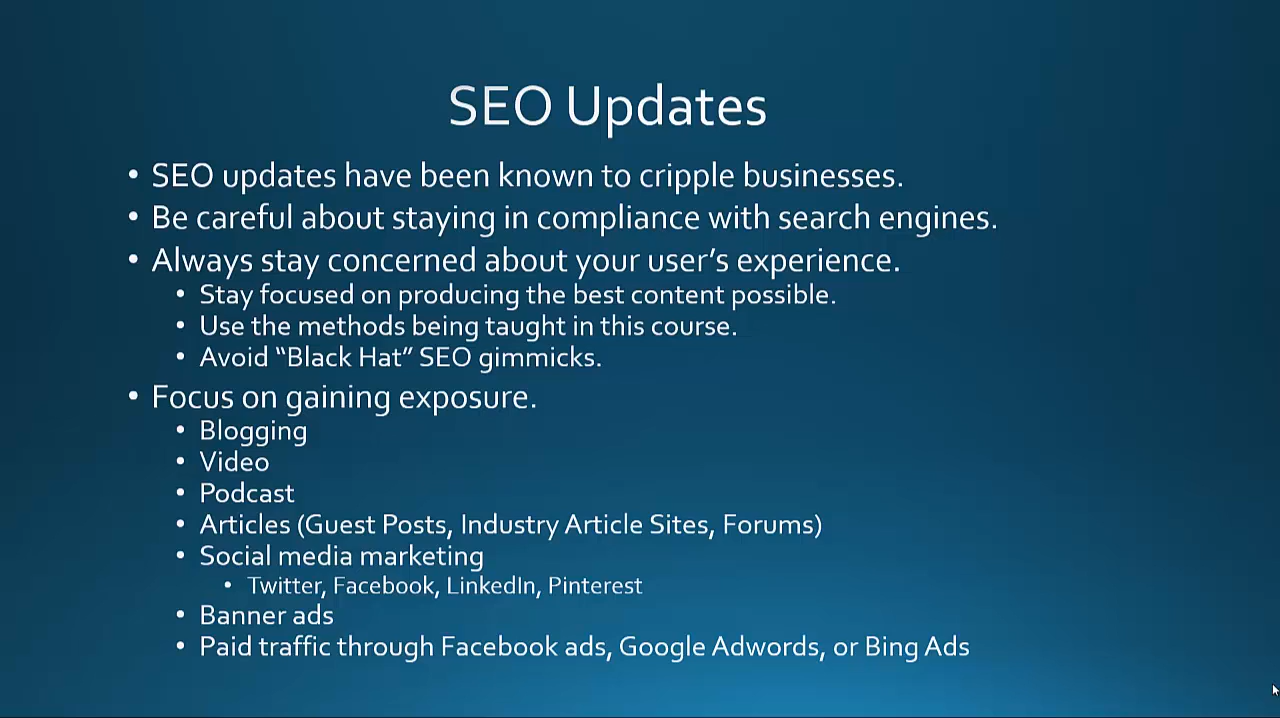 SEO Updates
• SEO updates have been known to cripple businesses.
• Be careful about staying in compliance with search engines.
• Always stay concerned about your user’s experience.
• Stay focused on producing the best content possible.
• Use the methods being taught in this course.
• Avoid “Black Hat” SEO gimmicks.
• Focus on gaining exposure.
• Blogging
• Video
• Podcast
• Articles (Guest Posts, Industry Article Sites, Forums)
• Social media marketing
• Twitter, Facebook, LinkedIn, Pinterest
• Banner ads
• Paid traffic through Facebook ads, Google Adwords, or Bing Ads